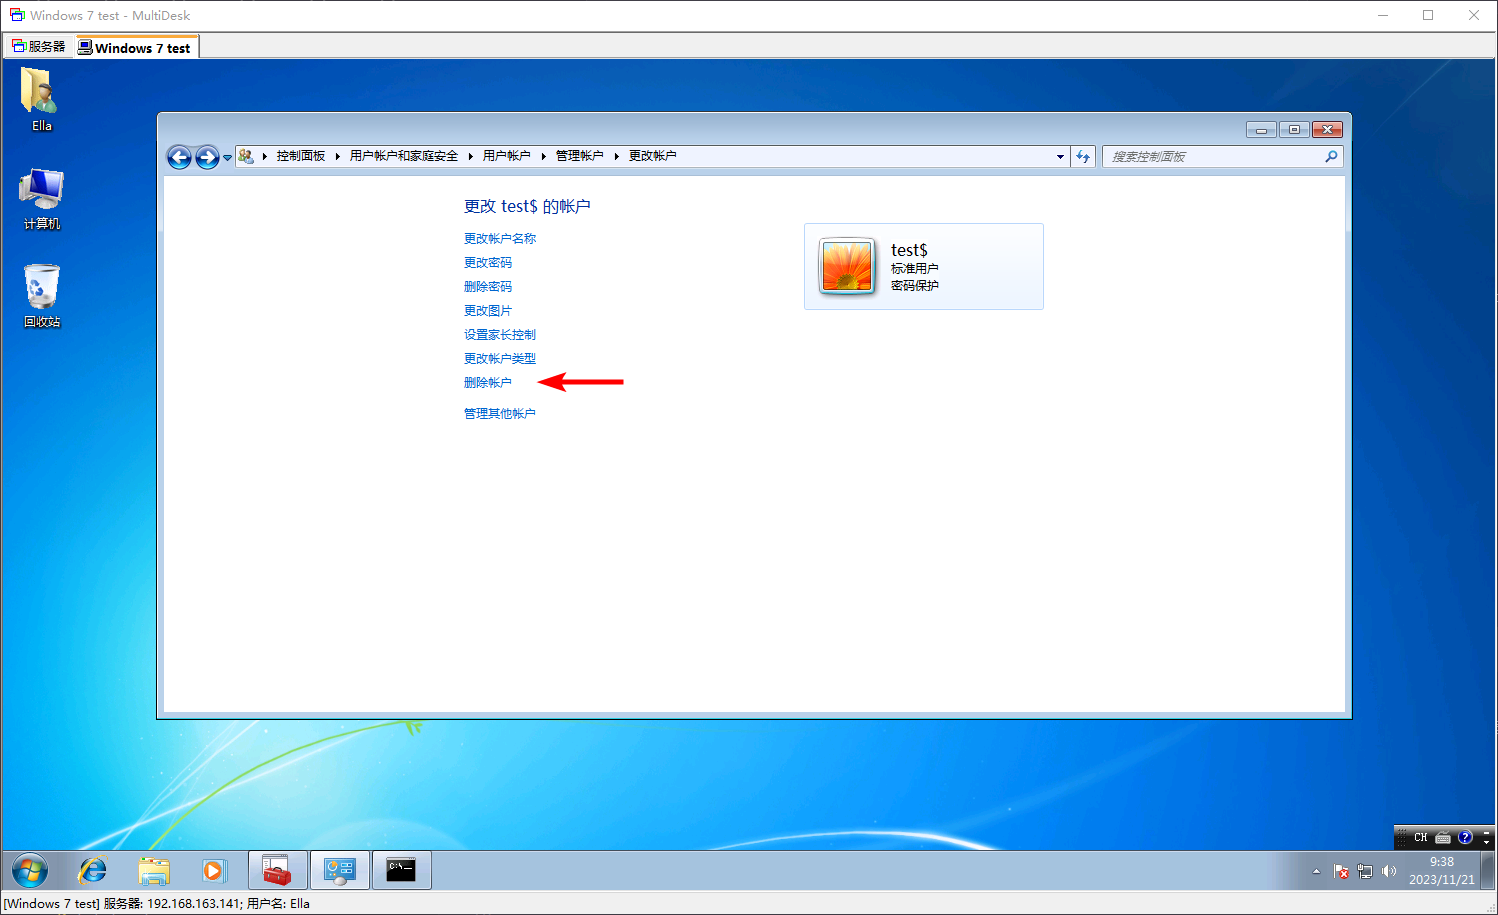 Windows 7 test - MultiDesk
服务器
Windows 7 test
Ella
计算机
回收站
控制面板 用户帐户和家庭安全 用户帐户 管理帐户 更改帐户
搜索控制面板
更改 test$ 的帐户
更改帐户名称
更改密码
删除密码
更改图片
设置家长控制
更改帐户类型
删除帐户
管理其他帐户
test$
标准用户
密码保护
CH
C:\_
9:38
2023/11/21
[Windows 7 test] 服务器: 192.168.163.141; 用户名: Ella